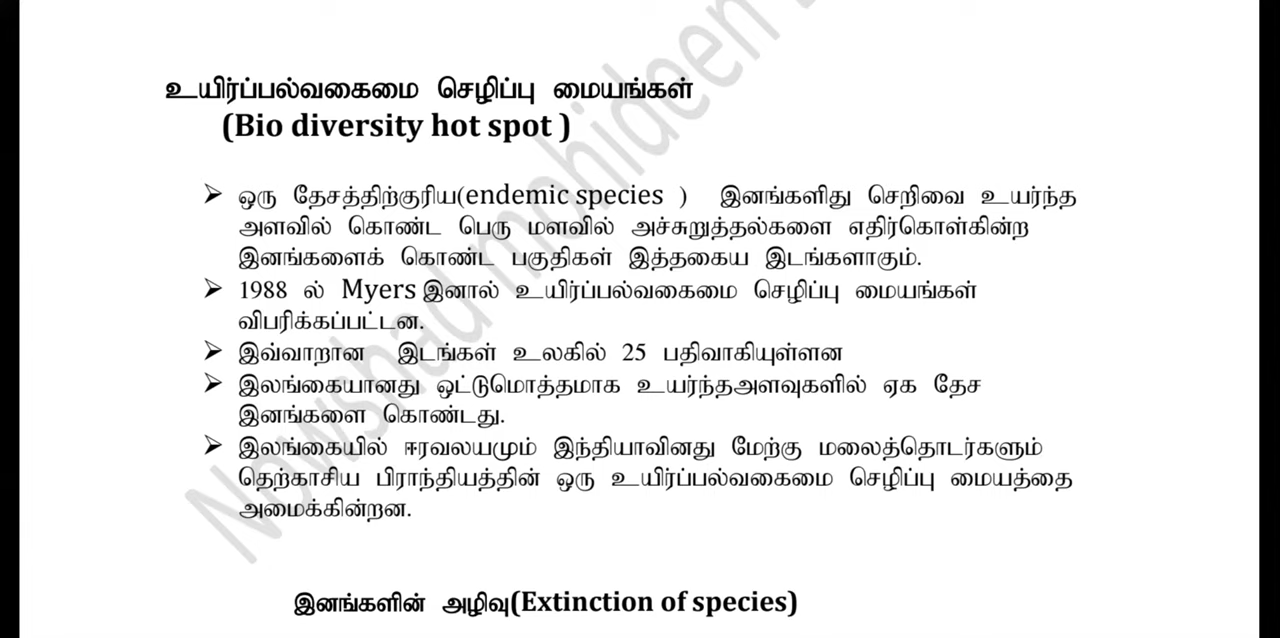 உயிர்ப்பல்வகைமை செழிப்பு மையங்கள்
(Bio diversity hot spot )
➢ ஒரு தேசத்திற்குரிய(endemic species ) இனங்களிது செறிவை உயர்ந்த
அளவில் கொண்ட பெரு மளவில் அச்சுறுத்தல்களை எதிர்கொள்கின்ற
இனங்களைக் கொண்ட பகுதிகள் இத்தகைய இடங்களாகும்.
➢ 1988 ல் Myers இனால் உயிர்ப்பல்வகைமை செழிப்பு மையங்கள்
விபரிக்கப்பட்டன.
➢ இவ்வாறான இடங்கள் உலகில் 25 பதிவாகியுள்ளன
➢ இலங்கையானது ஒட்டுமொத்தமாக உயர்ந்தஅளவுகளில் ஏக தேச
இனங்களை கொண்டது.
➢ இலங்கையில் ஈரவலயமும் இந்தியாவினது மேற்கு மலைத்தொடர்களும்
தெற்காசிய பிராந்தியத்தின் ஒரு உயிர்ப்பல்வகைமை செழிப்பு மையத்தை
அமைக்கின்றன.
இனங்களின் அழிவு(Extinction of species)
Nowshad mohideen